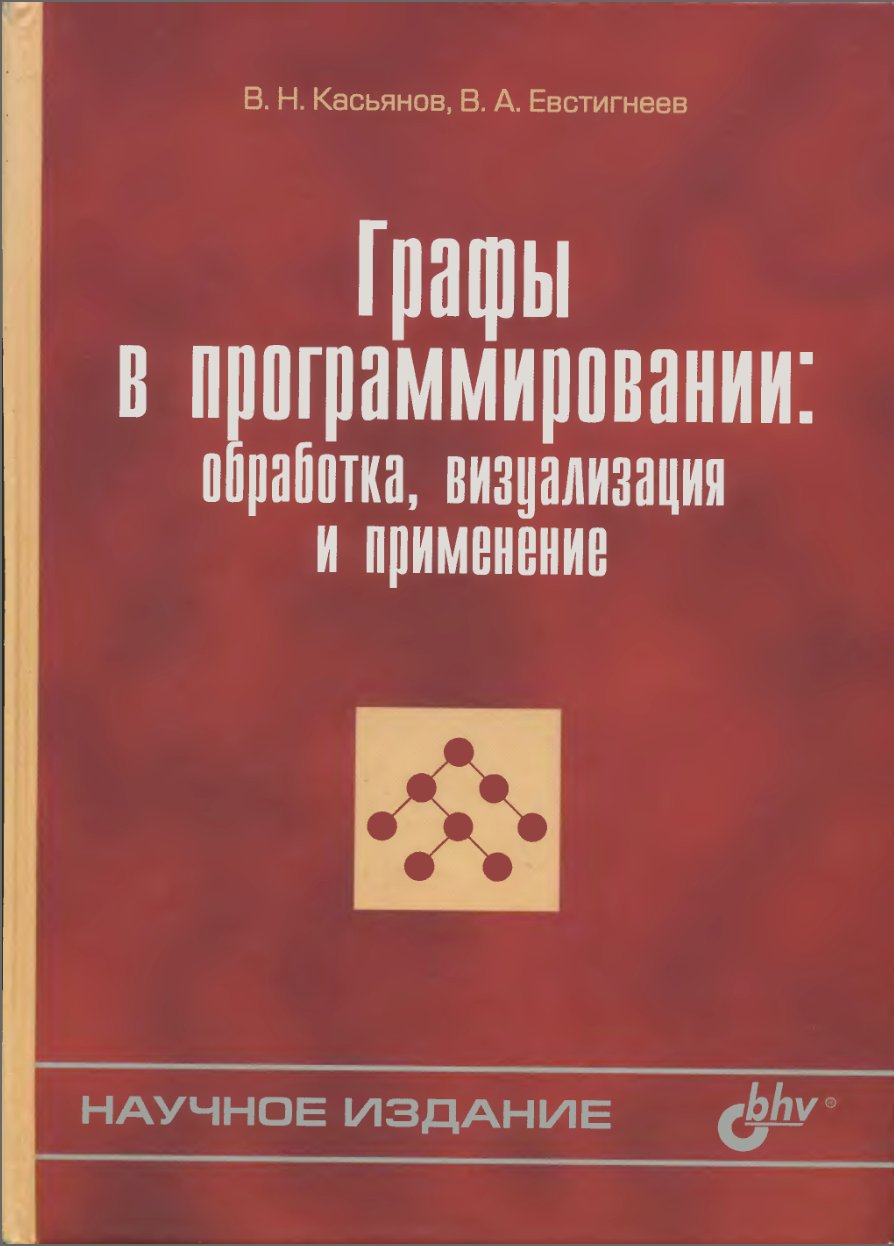 В. Н. Касьянов, В. А. Евстигнеев
Графы
в программировании:
обработка, визуализация
и применение
НАУЧНОЕ ИЗДАНИЕ
bhv®